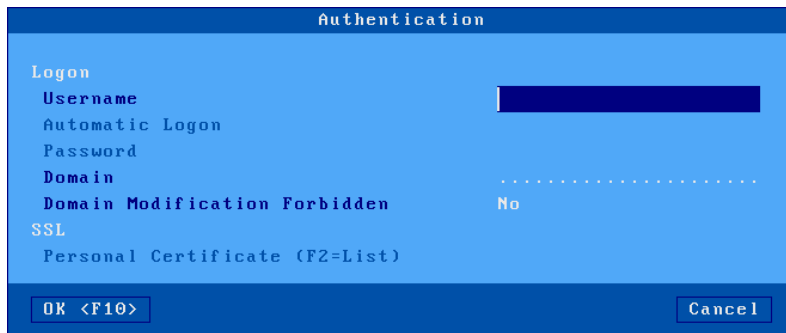 Authentication
Logon
Username
Automatic Logon
Password
Domain ......................
Domain Modification Forbidden No
SSL
Personal Certificate (F2=List)
OK <F10> Cancel